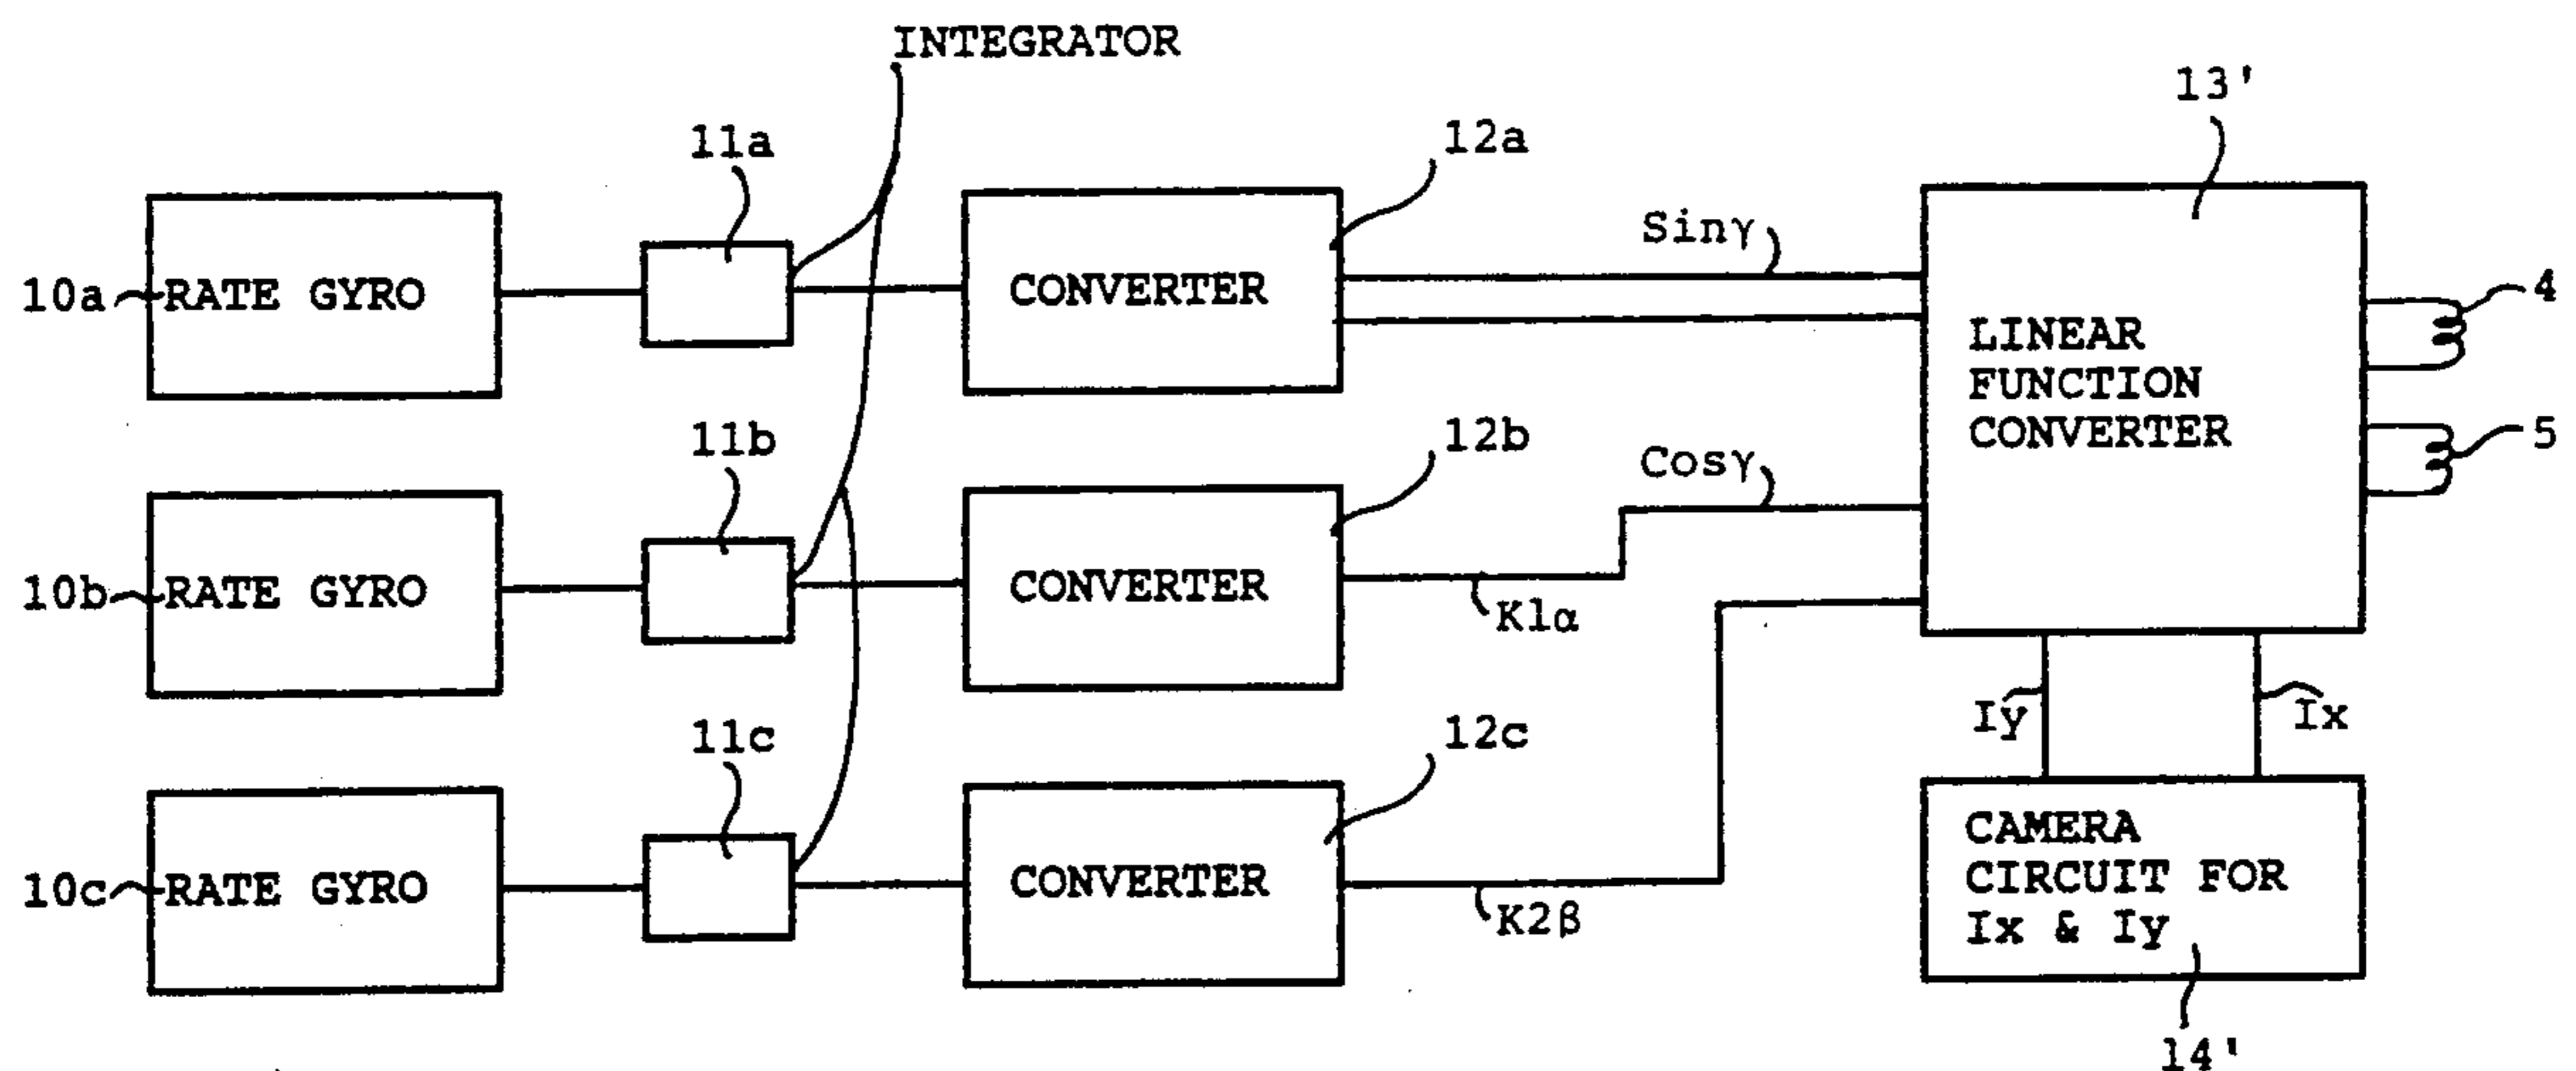 INTEGRATOR
13'
11a
12a
10a
RATE GYRO
CONVERTER
Sinγ
LINEAR
FUNCTION
CONVERTER
4
5
11b
12b
10b
RATE GYRO
CONVERTER
Cosγ
K1α
11c
12c
10c
RATE GYRO
CONVERTER
K2β
Iy
Ix
CAMERA
CIRCUIT FOR
Ix & Iy
14'